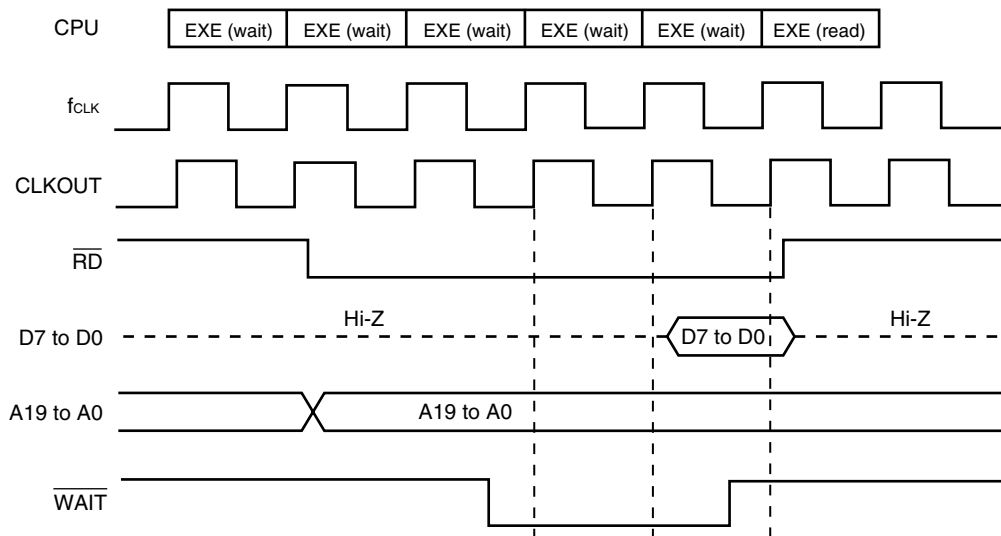 CPU EXE (wait) EXE (wait) EXE (wait) EXE (wait) EXE (wait) EXE (read)
fCLK
CLKOUT
RD
Hi-Z
D7 to D0 D7 to D0 Hi-Z
A19 to A0 A19 to A0
WAIT